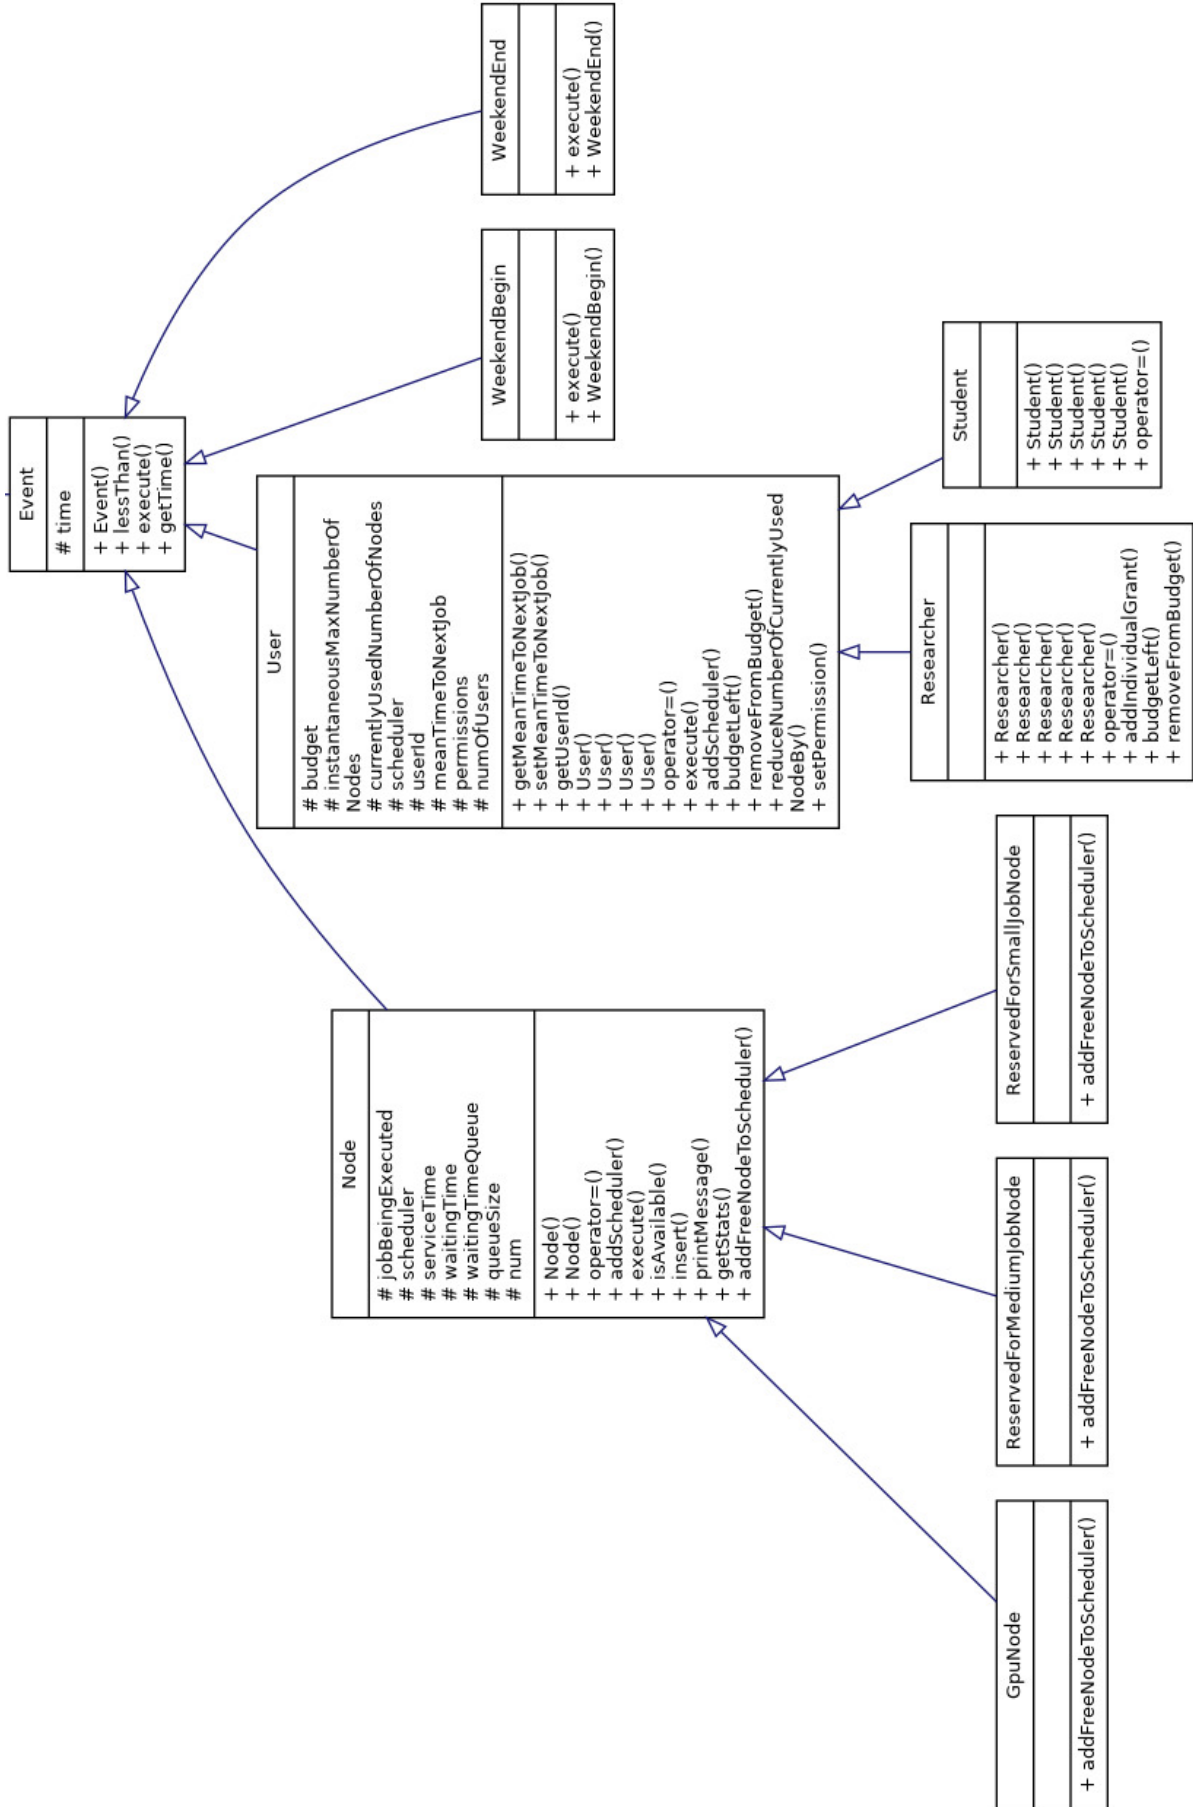 Event
# time
+ Event()
+ lessThan()
+ execute()
+ getTime()
Node
# jobBeingExecuted
# scheduler
# serviceTime
# waitingTime
# waitingTimeQueue
# queueSize
# num
+ Node()
+ Node()
+ operator=()
+ addScheduler()
+ execute()
+ isAvailable()
+ insert()
+ printMessage()
+ getStats()
+ addFreeNodeToScheduler()
User
# budget
# instantaneousMaxNumberOf
Nodes
# currentlyUsedNumberOfNodes
# scheduler
# userId
# meanTimeToNextJob
# permissions
# numOfUsers
+ getMeanTimeToNextJob()
+ setMeanTimeToNextJob()
+ getUserId()
+ User()
+ User()
+ User()
+ User()
+ operator=()
+ execute()
+ addScheduler()
+ budgetLeft()
+ removeFromBudget()
+ reduceNumberOfCurrentlyUsed
NodeBy()
+ setPermission()
WeekendBegin
+ execute()
+ WeekendBegin()
WeekendEnd
+ execute()
+ WeekendEnd()
GpuNode
+ addFreeNodeToScheduler()
ReservedForMediumJobNode
+ addFreeNodeToScheduler()
ReservedForSmallJobNode
+ addFreeNodeToScheduler()
Researcher
+ Researcher()
+ Researcher()
+ Researcher()
+ Researcher()
+ Researcher()
+ operator=()
+ addIndividualGrant()
+ budgetLeft()
+ removeFromBudget()
Student
+ Student()
+ Student()
+ Student()
+ Student()
+ Student()
+ operator=()